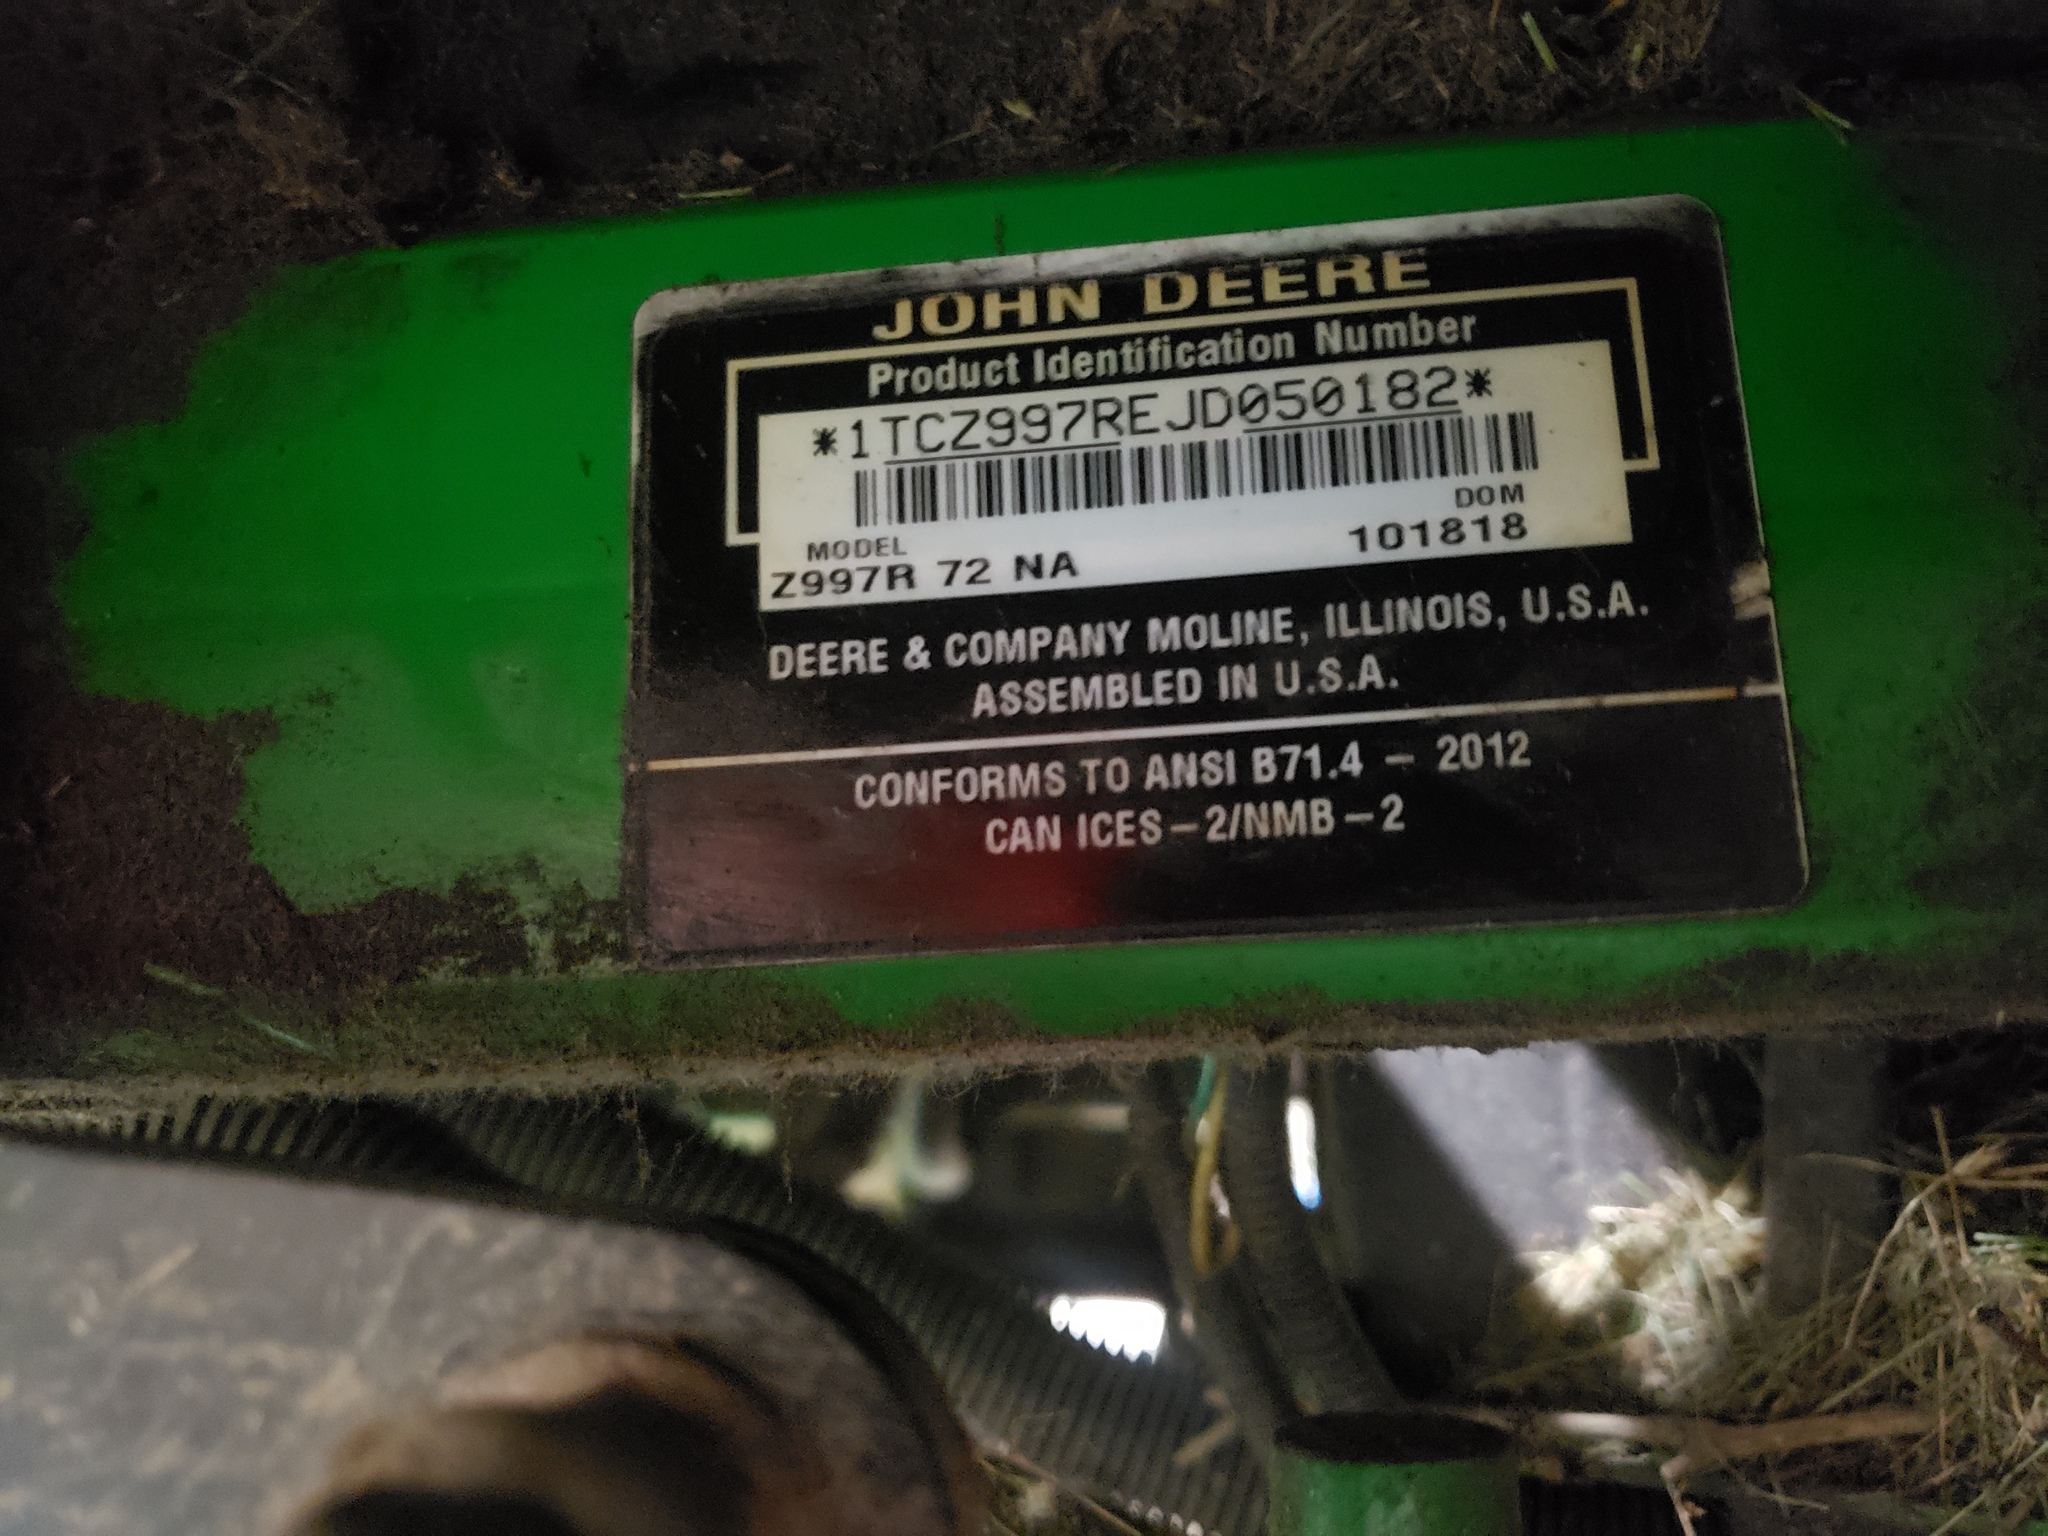 JOHN DEERE
Product Identification Number
*1TCZ997REJD050182*
DOM
MODEL
101818
Z997R 72 NA
DEERE & COMPANY MOLINE, ILLINOIS, U.S.A.
ASSEMBLED IN U.S.A.
CONFORMS TO ANSI B71.4 – 2012
CAN ICES–2/NMB–2